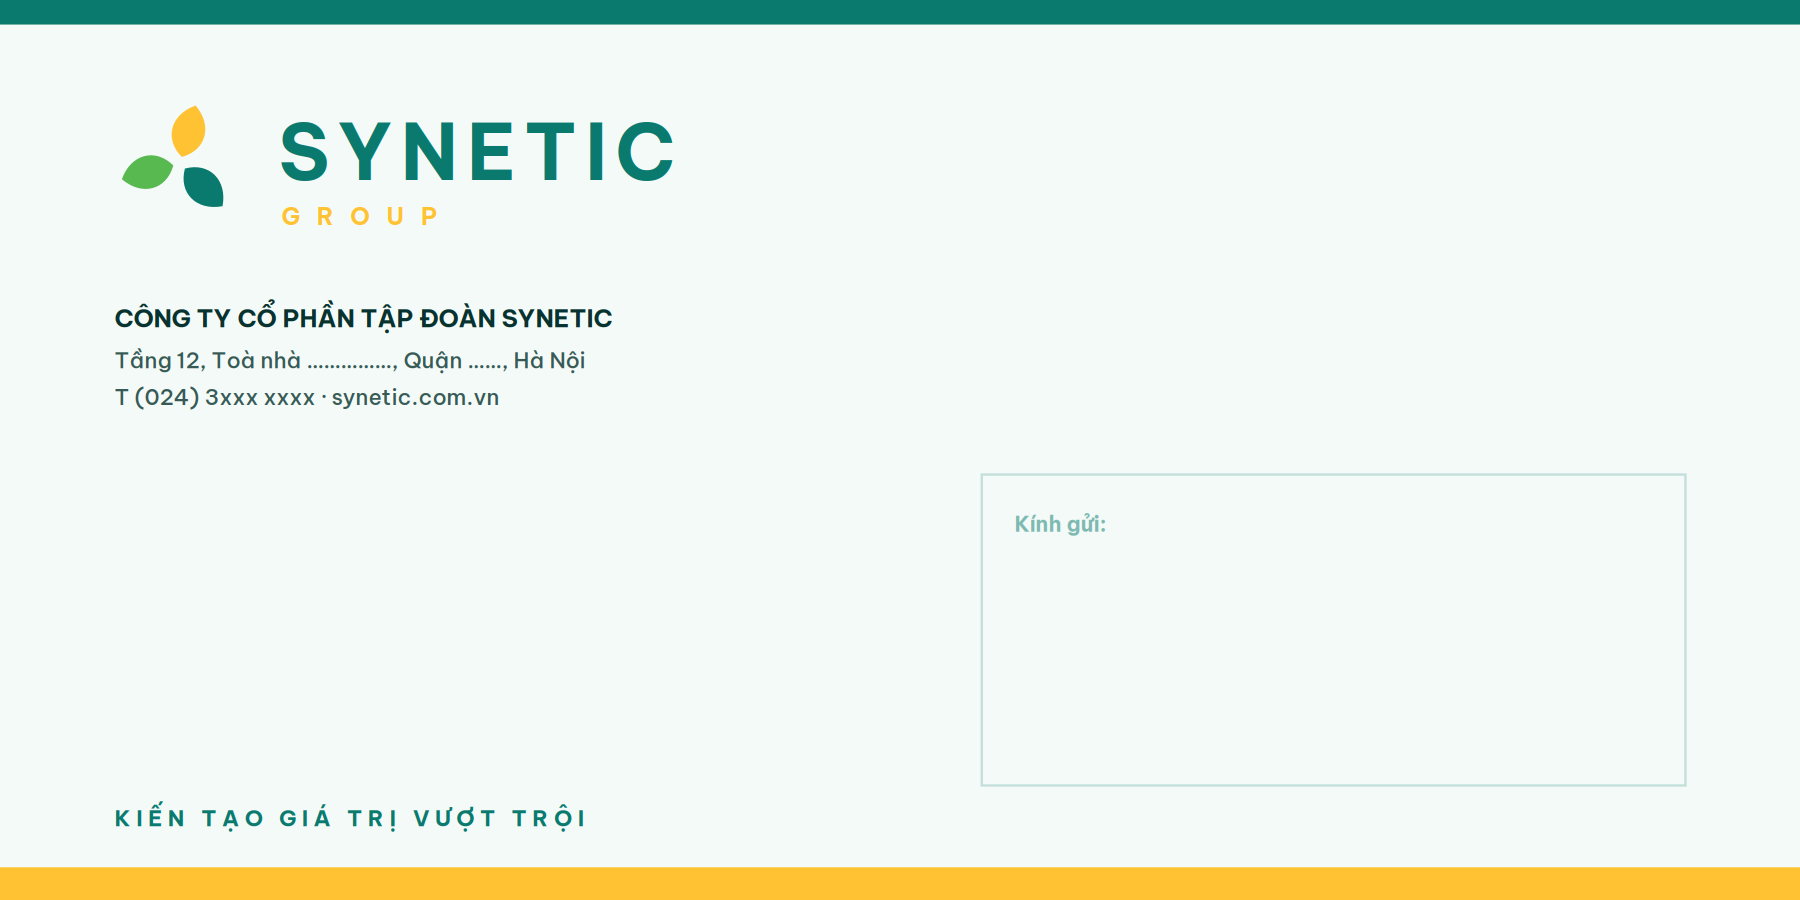 SYNETIC
GROUP
CÔNG TY CỔ PHẦN TẬP ĐOÀN SYNETIC
Tầng 12, Toà nhà ..............., Quận ......, Hà Nội
T (024) 3xxx xxxx · synetic.com.vn
Kính gửi:
KIẾN TẠO GIÁ TRỊ VƯỢT TRỘI